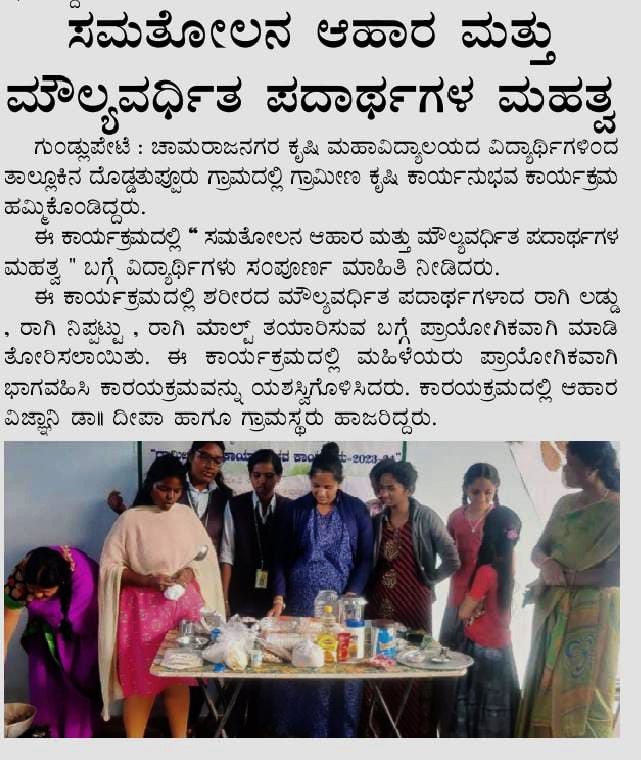 ಸಮತೋಲನ ಆಹಾರ ಮತ್ತು
ಮೌಲ್ಯವರ್ಧಿತ ಪದಾರ್ಥಗಳ ಮಹತ್ವ
ಗುಂಡ್ಲುಪೇಟೆ : ಚಾಮರಾಜನಗರ ಕೃಷಿ ಮಹಾವಿದ್ಯಾಲಯದ ವಿದ್ಯಾರ್ಥಿಗಳಿಂದ
ತಾಲ್ಲೂಕಿನ ದೊಡ್ಡತುಪ್ಪೂರು ಗ್ರಾಮದಲ್ಲಿ ಗ್ರಾಮೀಣ ಕೃಷಿ ಕಾರ್ಯನುಭವ ಕಾರ್ಯಕ್ರಮ
ಹಮ್ಮಿಕೊಂಡಿದ್ದರು.
ಈ ಕಾರ್ಯಕ್ರಮದಲ್ಲಿ “ ಸಮತೋಲನ ಆಹಾರ ಮತ್ತು ಮೌಲ್ಯವರ್ಧಿತ ಪದಾರ್ಥಗಳ
ಮಹತ್ವ " ಬಗ್ಗೆ ವಿದ್ಯಾರ್ಥಿಗಳು ಸಂಪೂರ್ಣ ಮಾಹಿತಿ ನೀಡಿದರು.
ಈ ಕಾರ್ಯಕ್ರಮದಲ್ಲಿ ಶರೀರದ ಮೌಲ್ಯವರ್ಧಿತ ಪದಾರ್ಥಗಳಾದ ರಾಗಿ ಲಡ್ಡು
, ರಾಗಿ ನಿಪ್ಪಟ್ಟು , ರಾಗಿ ಮಾಲ್ಟ್ ತಯಾರಿಸುವ ಬಗ್ಗೆ ಪ್ರಾಯೋಗಿಕವಾಗಿ ಮಾಡಿ
ತೋರಿಸಲಾಯಿತು. ಈ ಕಾರ್ಯಕ್ರಮದಲ್ಲಿ ಮಹಿಳೆಯರು ಪ್ರಾಯೋಗಿಕವಾಗಿ
ಭಾಗವಹಿಸಿ ಕಾರಯಕ್ರಮವನ್ನು ಯಶಸ್ವಿಗೊಳಿಸಿದರು. ಕಾರಯಕ್ರಮದಲ್ಲಿ ಆಹಾರ
ವಿಜ್ಞಾನಿ ಡಾ॥ ದೀಪಾ ಹಾಗೂ ಗ್ರಾಮಸ್ಥರು ಹಾಜರಿದ್ದರು.
2023-24"